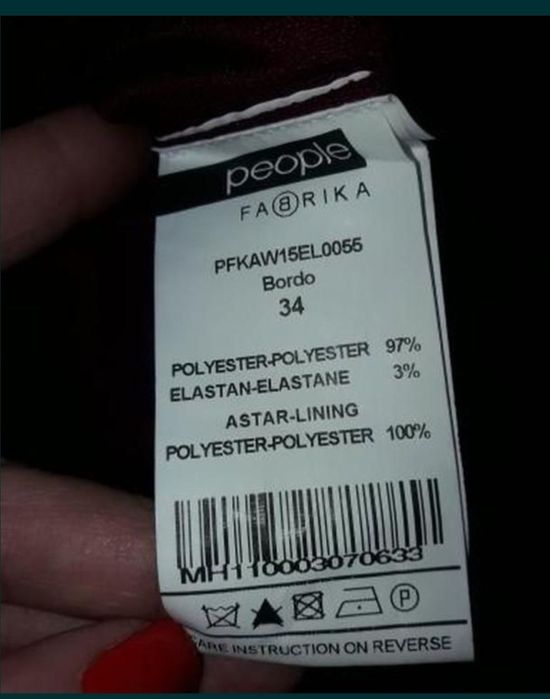 people
FABRIKA
PFKAW15EL0055
Bordo
34
POLYESTER-POLYESTER 97%
ELASTAN-ELASTANE 3%
ASTAR-LINING
POLYESTER-POLYESTER 100%
MH110003070633
P
CARE INSTRUCTION ON REVERSE